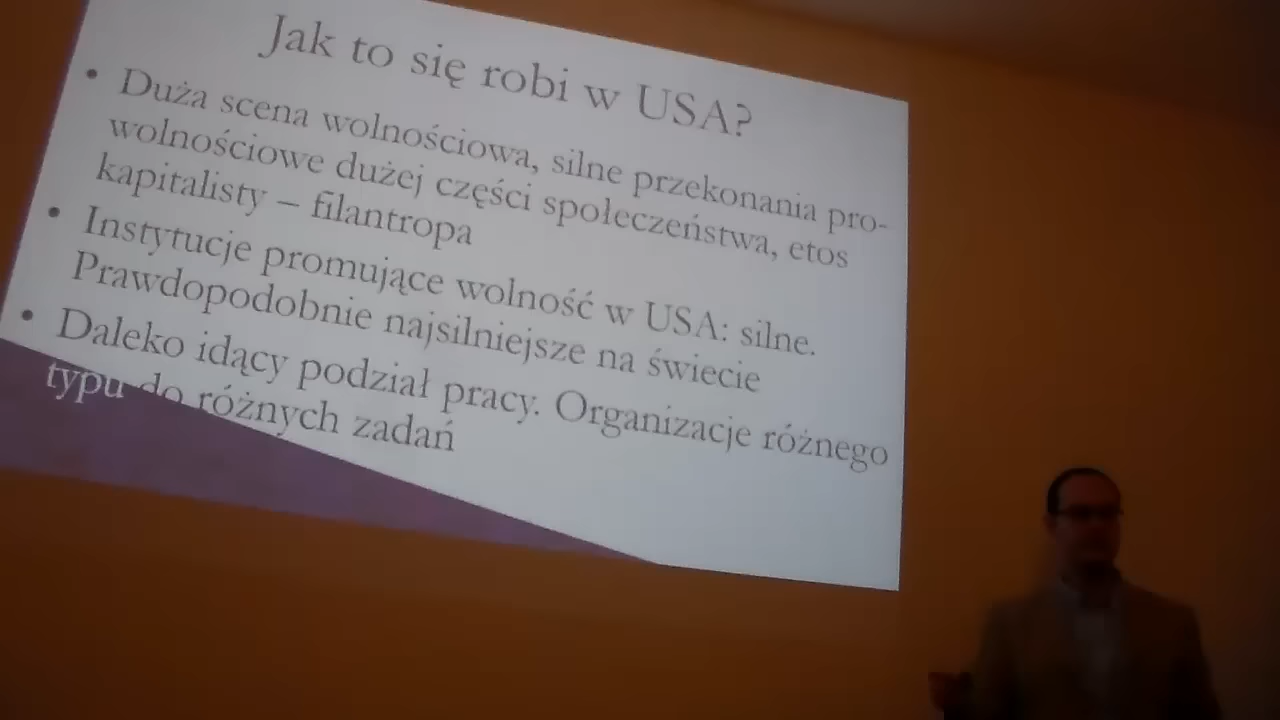 Jak to się robi w USA?
• Duża scena wolnościowa, silne przekonania pro-
wolnościowe dużej części społeczeństwa, etos
kapitalisty – filantropa
• Instytucje promujące wolność w USA: silne.
Prawdopodobnie najsilniejsze na świecie
• Daleko idący podział pracy. Organizacje różnego
typu do różnych zadań